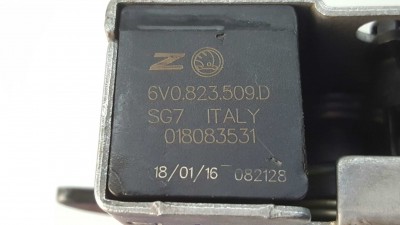 Z
6V0.823.509.D
SG7 ITALY
018083531
18/01/16 082128